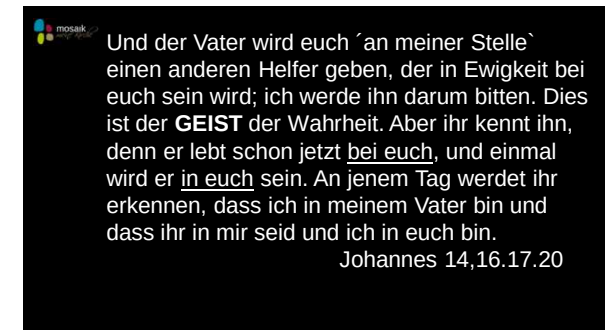 mosaik
Und der Vater wird euch ´an meiner Stelle`
einen anderen Helfer geben, der in Ewigkeit bei
euch sein wird; ich werde ihn darum bitten. Dies
ist der GEIST der Wahrheit. Aber ihr kennt ihn,
denn er lebt schon jetzt bei euch, und einmal
wird er in euch sein. An jenem Tag werdet ihr
erkennen, dass ich in meinem Vater bin und
dass ihr in mir seid und ich in euch bin.
Johannes 14,16.17.20